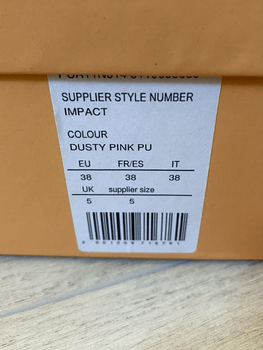 SUPPLIER STYLE NUMBER
IMPACT
COLOUR
DUSTY PINK PU
EU FR/ES IT
38 38 38
UK supplier size
5 5